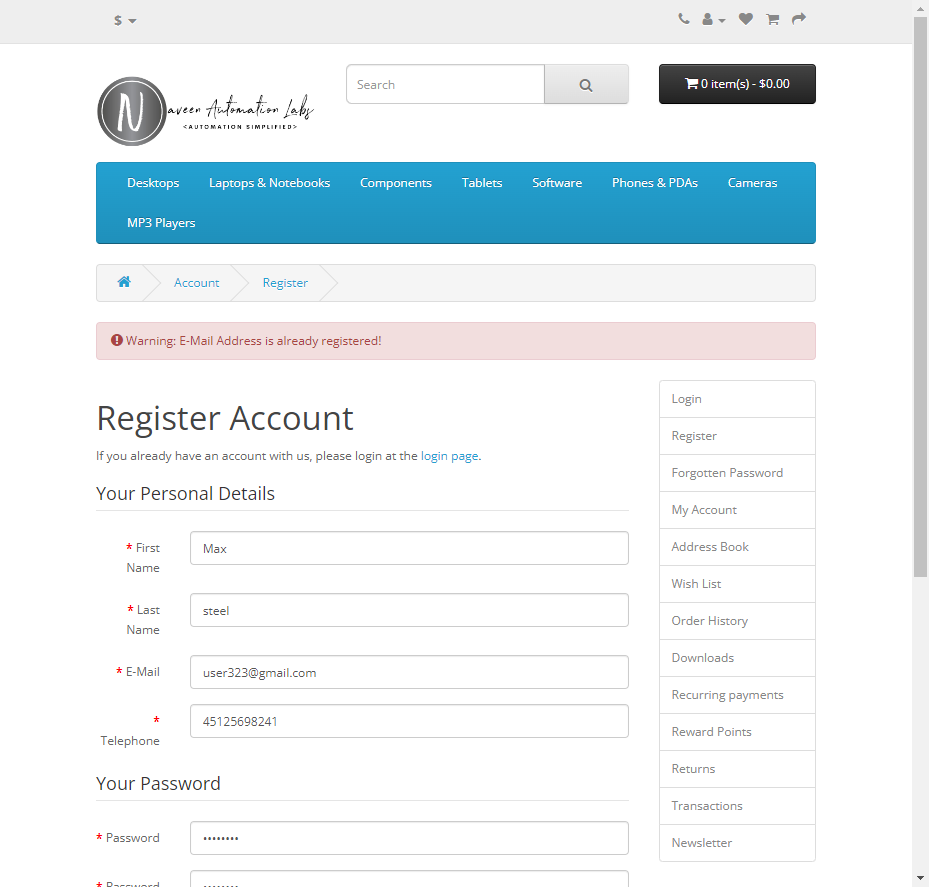 $
N aveen Automation Labs
<AUTOMATION SIMPLIFIED>
Search
0 item(s) - $0.00
Desktops Laptops & Notebooks Components Tablets Software Phones & PDAs Cameras
MP3 Players
Account Register
Warning: E-Mail Address is already registered!
Register Account
If you already have an account with us, please login at the login page.
Your Personal Details
* First
Name
Max
* Last
Name
steel
* E-Mail
user323@gmail.com
*
Telephone
45125698241
Your Password
* Password
••••••••
* Password
••••••••
Login
Register
Forgotten Password
My Account
Address Book
Wish List
Order History
Downloads
Recurring payments
Reward Points
Returns
Transactions
Newsletter